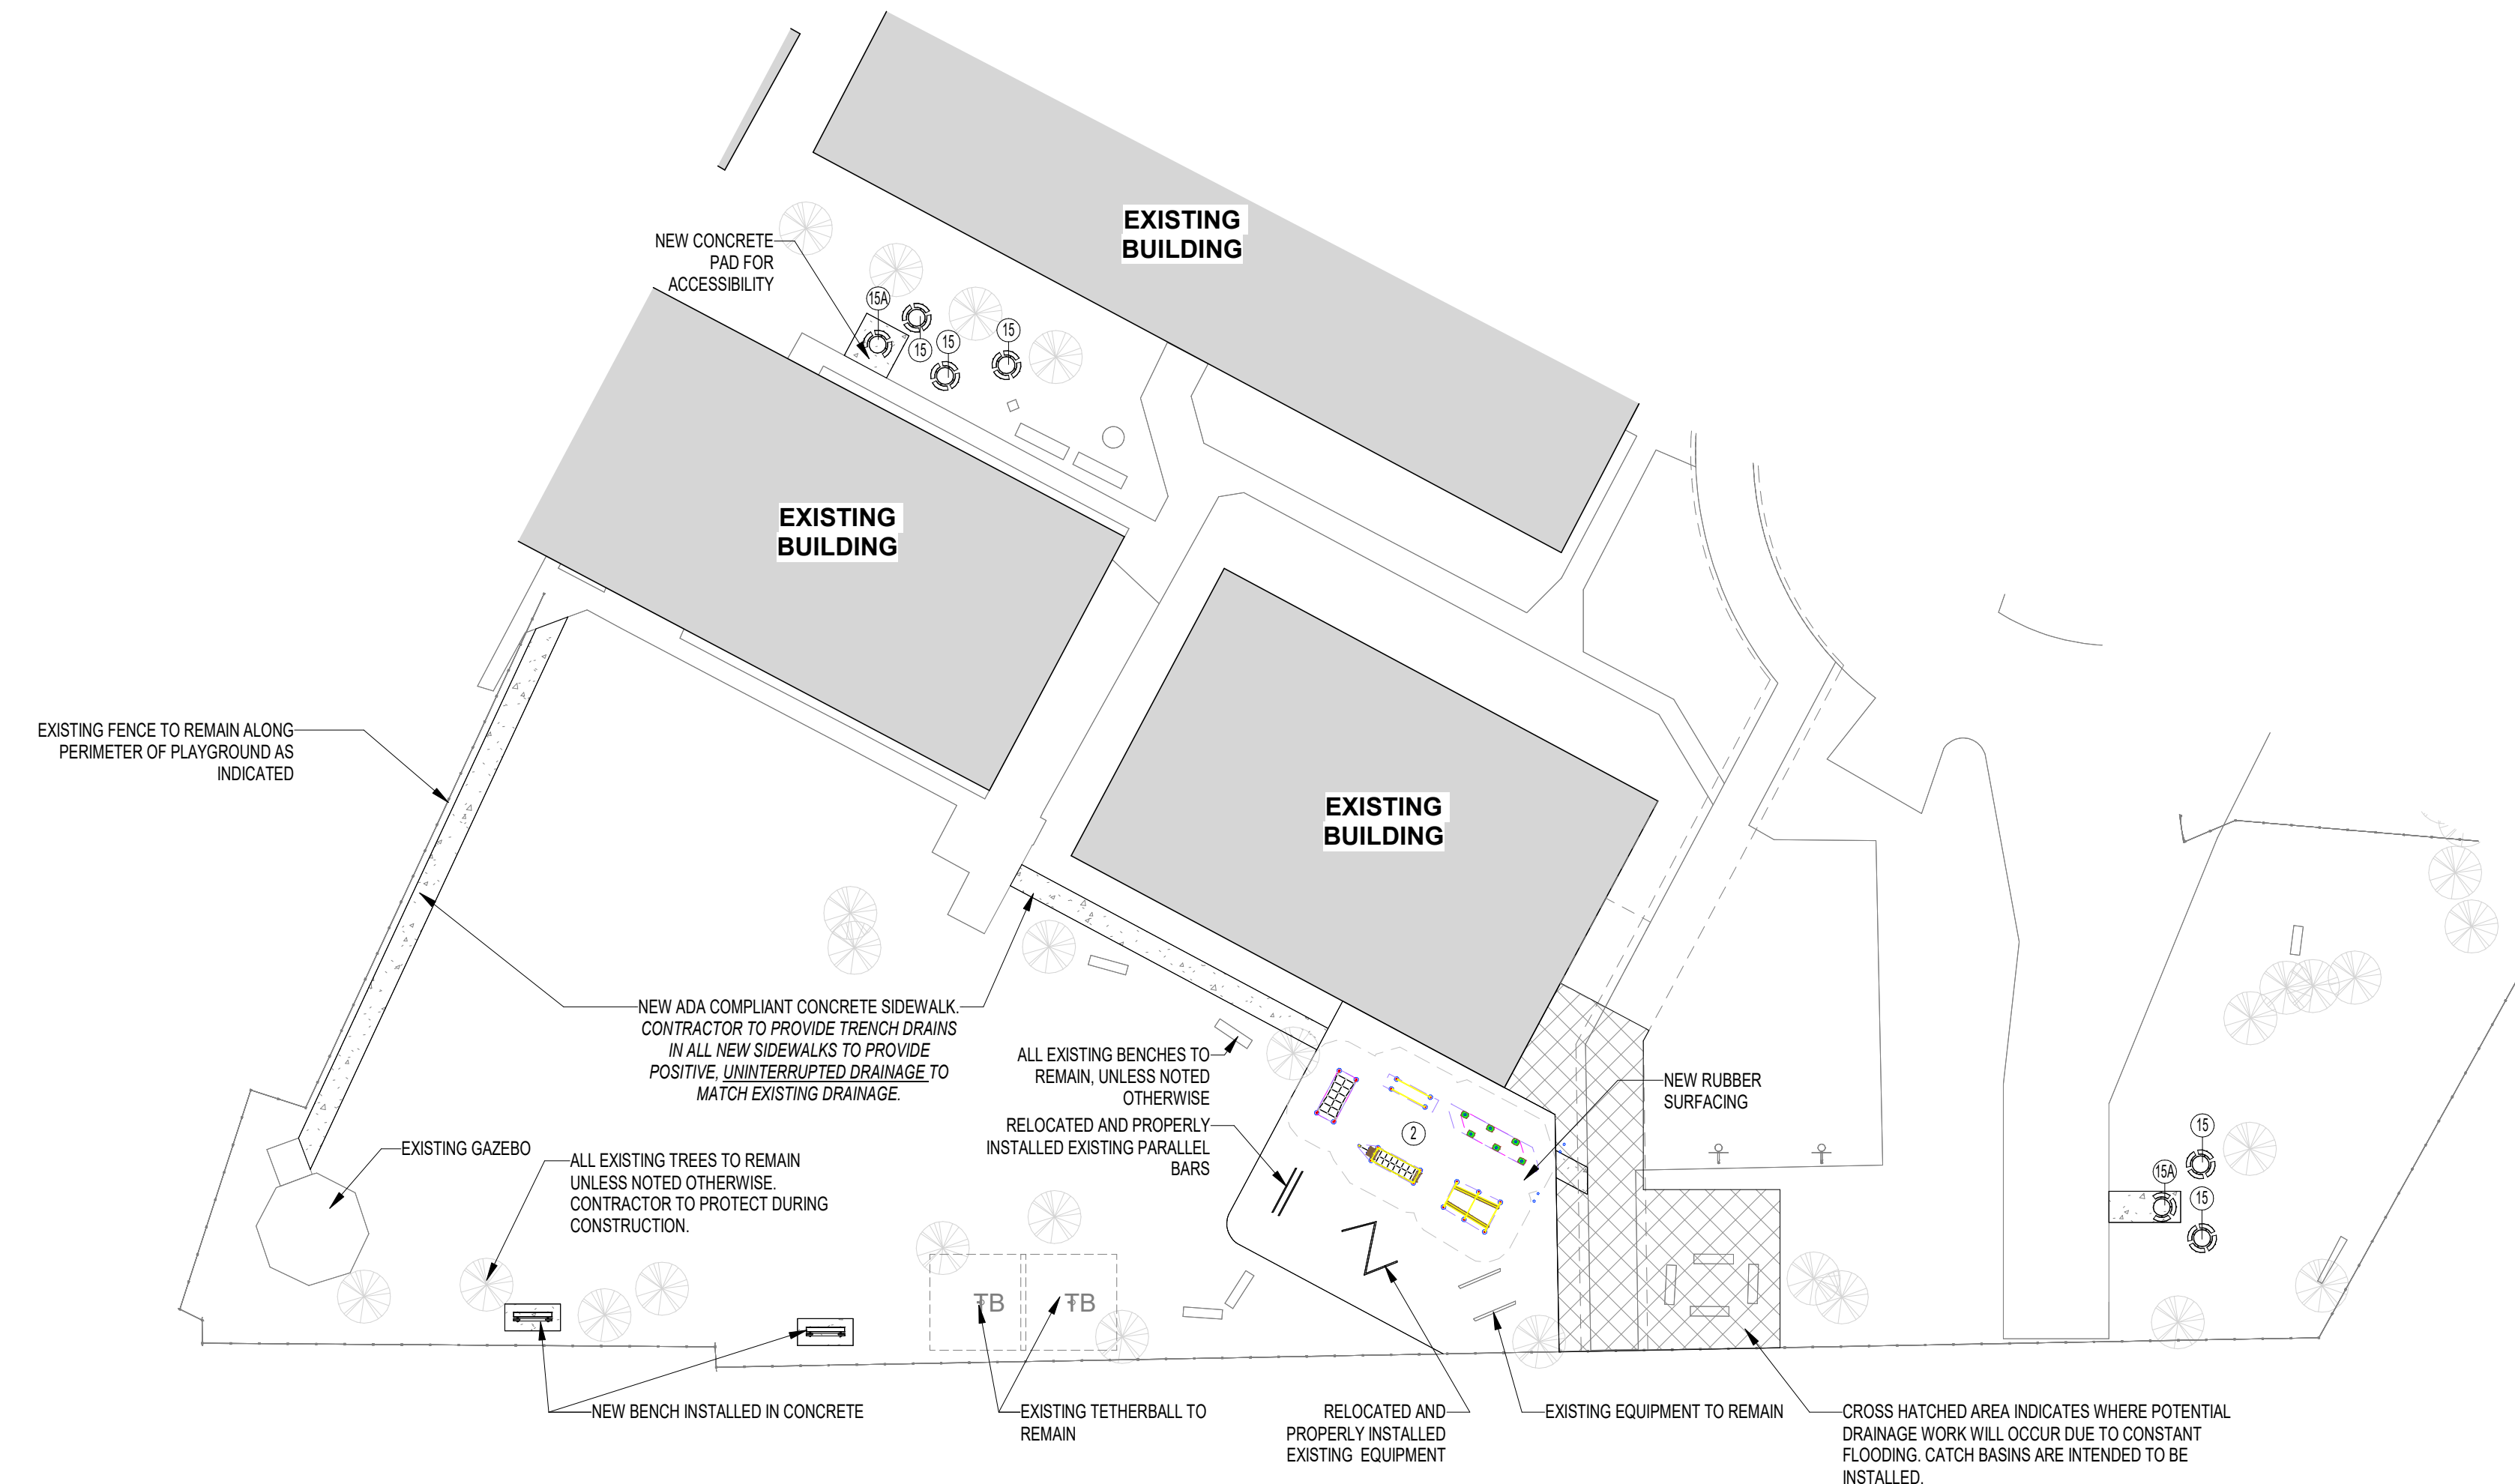 EXISTING
BUILDING
NEW CONCRETE
PAD FOR
ACCESSIBILITY
15A
15
15
15
EXISTING
BUILDING
EXISTING FENCE TO REMAIN ALONG
PERIMETER OF PLAYGROUND AS
INDICATED
EXISTING
BUILDING
NEW ADA COMPLIANT CONCRETE SIDEWALK.
CONTRACTOR TO PROVIDE TRENCH DRAINS
IN ALL NEW SIDEWALKS TO PROVIDE
POSITIVE, UNINTERRUPTED DRAINAGE TO
MATCH EXISTING DRAINAGE.
ALL EXISTING BENCHES TO
REMAIN, UNLESS NOTED
OTHERWISE
NEW RUBBER
SURFACING
RELOCATED AND PROPERLY
INSTALLED EXISTING PARALLEL
BARS
2
EXISTING GAZEBO
ALL EXISTING TREES TO REMAIN
UNLESS NOTED OTHERWISE.
CONTRACTOR TO PROTECT DURING
CONSTRUCTION.
15
15A
15
TB
TB
NEW BENCH INSTALLED IN CONCRETE
EXISTING TETHERBALL TO
REMAIN
RELOCATED AND
PROPERLY INSTALLED
EXISTING EQUIPMENT
EXISTING EQUIPMENT TO REMAIN
CROSS HATCHED AREA INDICATES WHERE POTENTIAL
DRAINAGE WORK WILL OCCUR DUE TO CONSTANT
FLOODING. CATCH BASINS ARE INTENDED TO BE
INSTALLED.